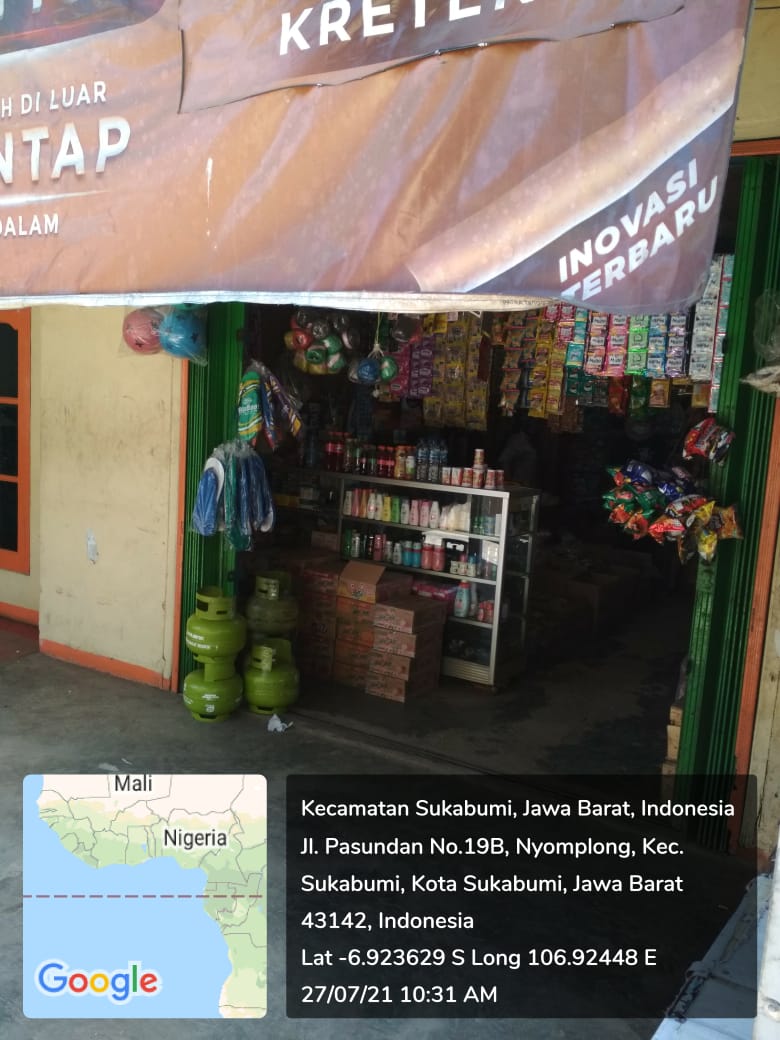 KRETEK
H DI LUAR
NTAP
DALAM
INOVASI
TERBARU
Mali
Nigeria
Google
Kecamatan Sukabumi, Jawa Barat, Indonesia
Jl. Pasundan No.19B, Nyomplong, Kec.
Sukabumi, Kota Sukabumi, Jawa Barat
43142, Indonesia
Lat -6.923629 S Long 106.92448 E
27/07/21 10:31 AM